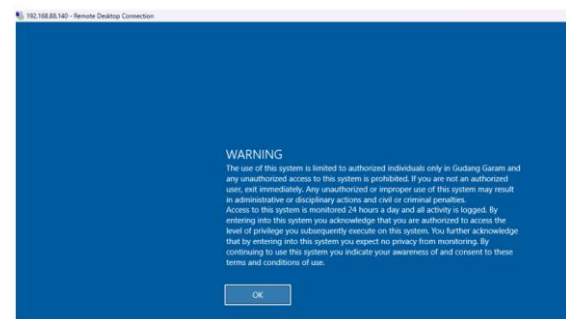 192.168.88.140 - Remote Desktop Connection
WARNING
The use of this system is limited to authorized individuals only in Gudang Garam and
any unauthorized access to this system is prohibited. If you are not an authorized
user, exit immediately. Any unauthorized or improper use of this system may result
in administrative or disciplinary actions and civil or criminal penalties.
Access to this system is monitored 24 hours a day and all activity is logged. By
entering into this system you acknowledge that you are authorized to access the
level of privilege you subsequently execute on this system. You further acknowledge
that by entering into this system you expect no privacy from monitoring. By
continuing to use this system you indicate your awareness of and consent to these
terms and conditions of use.
OK